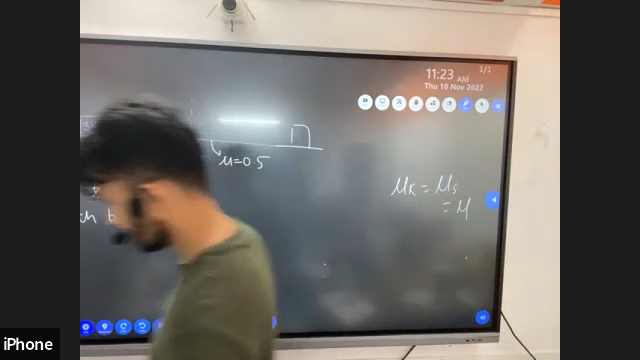 11:23 AM
1/1
Thu 10 Nov 2022
μ=0.5
μK = μs
= μ
iPhone